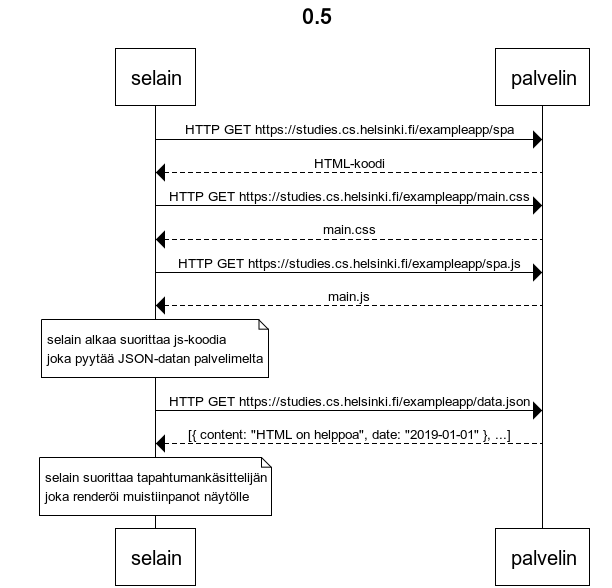 0.5
selain palvelin
HTTP GET https://studies.cs.helsinki.fi/exampleapp/spa
HTML-koodi
HTTP GET https://studies.cs.helsinki.fi/exampleapp/main.css
main.css
HTTP GET https://studies.cs.helsinki.fi/exampleapp/spa.js
main.js
selain alkaa suorittaa js-koodia
joka pyytää JSON-datan palvelimelta
HTTP GET https://studies.cs.helsinki.fi/exampleapp/data.json
[{ content: "HTML on helppoa", date: "2019-01-01" }, ...]
selain suorittaa tapahtumankäsittelijän
joka renderöi muistiinpanot näytölle
selain palvelin